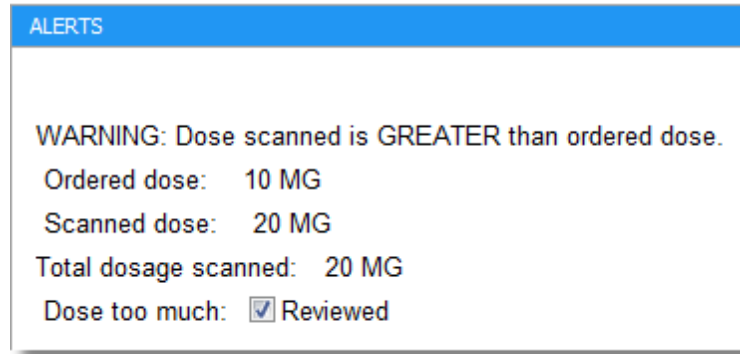 ALERTS
WARNING: Dose scanned is GREATER than ordered dose.
Ordered dose: 10 MG
Scanned dose: 20 MG
Total dosage scanned: 20 MG
Dose too much: Reviewed